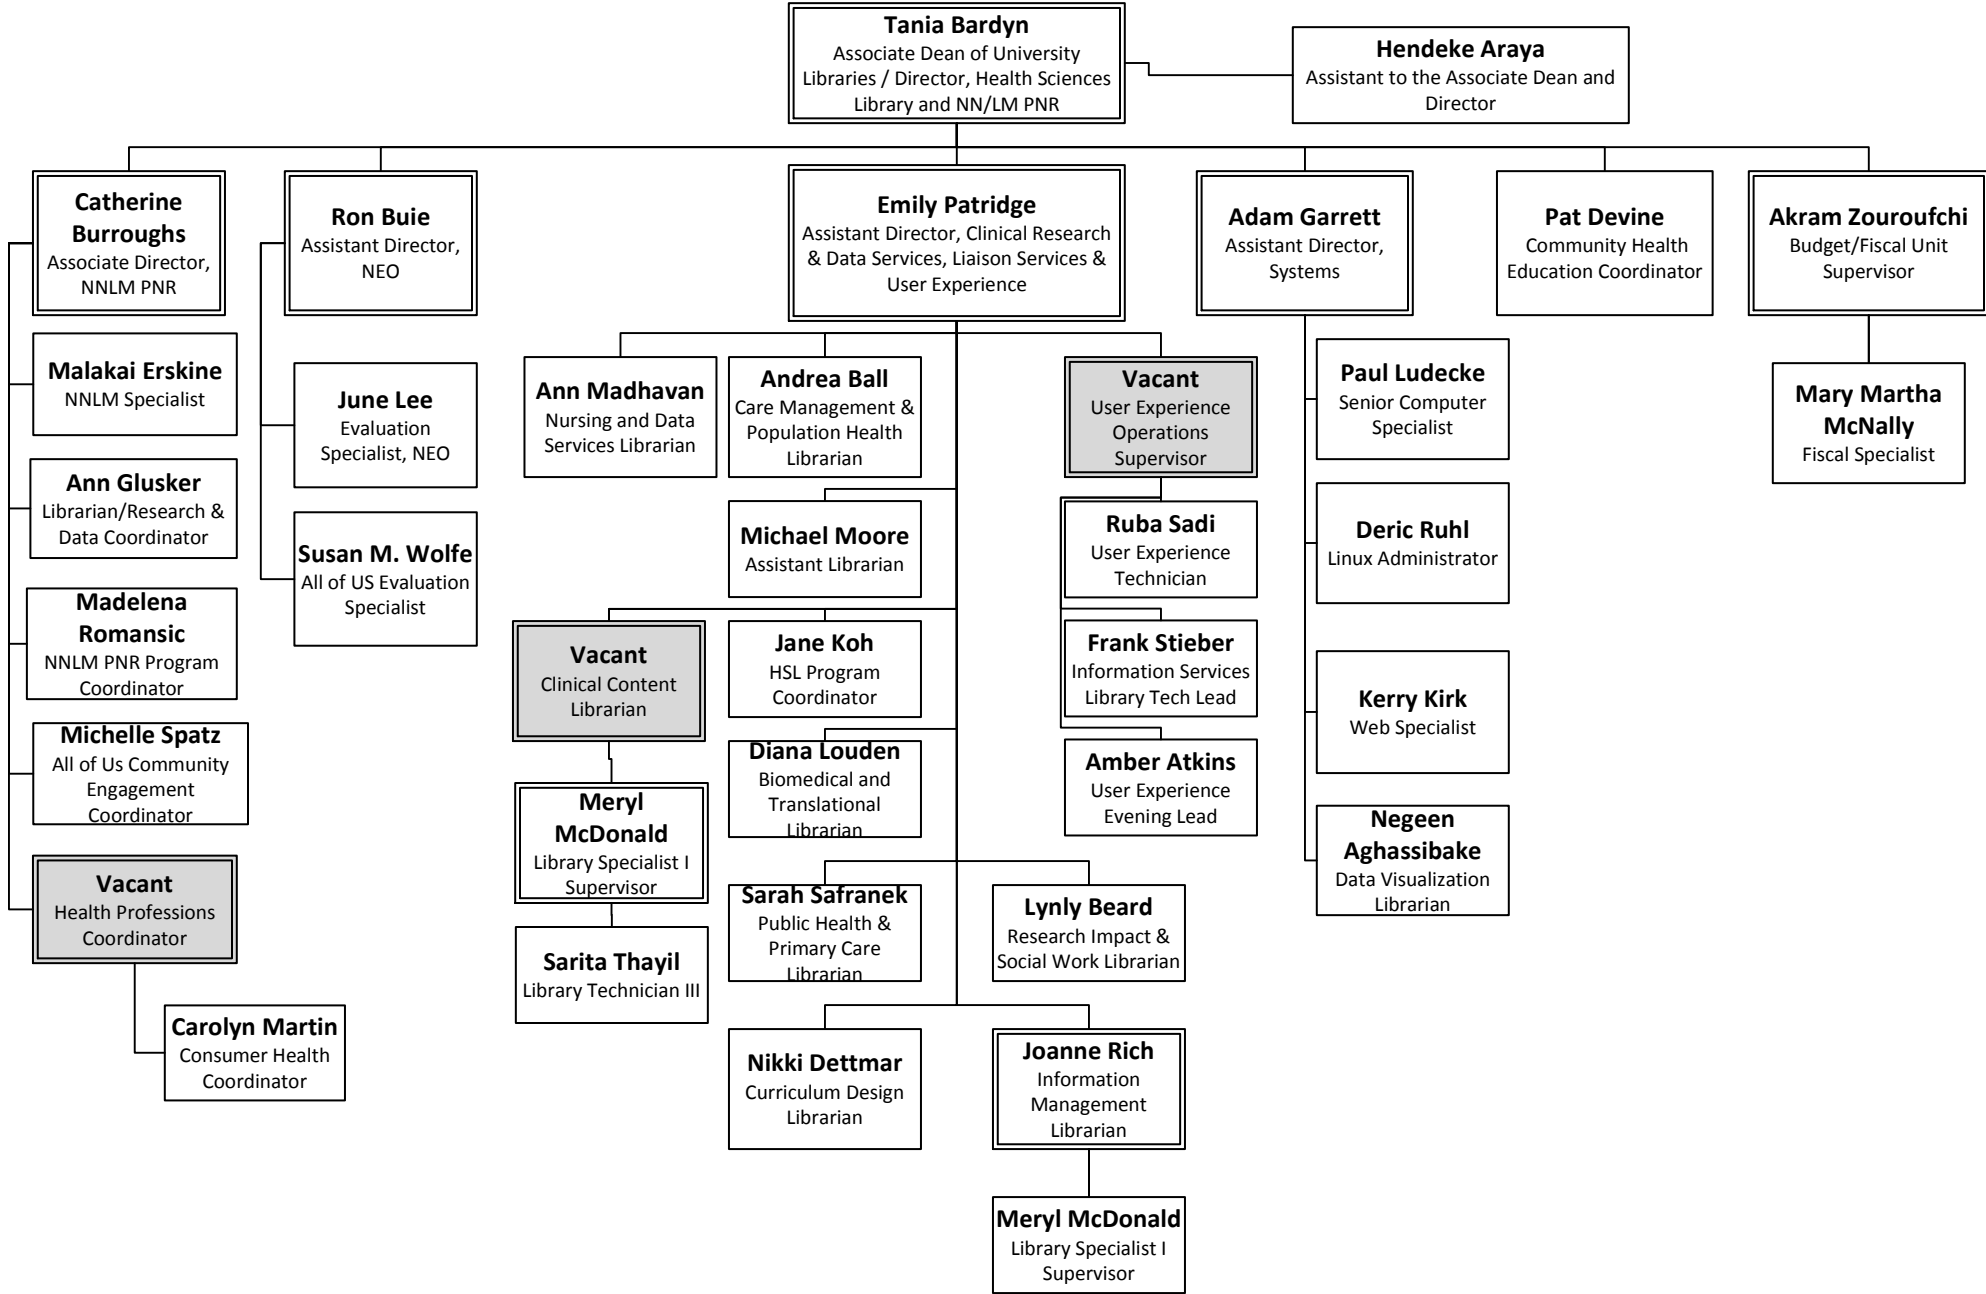 Tania Bardyn
Associate Dean of University
Libraries / Director, Health Sciences
Library and NN/LM PNR
Hendeke Araya
Assistant to the Associate Dean and
Director
Catherine
Burroughs
Associate Director,
NNLM PNR
Ron Buie
Assistant Director,
NEO
Emily Patridge
Assistant Director, Clinical Research
& Data Services, Liaison Services &
User Experience
Adam Garrett
Assistant Director,
Systems
Pat Devine
Community Health
Education Coordinator
Akram Zouroufchi
Budget/Fiscal Unit
Supervisor
Malakai Erskine
NNLM Specialist
Ann Glusker
Librarian/Research &
Data Coordinator
Madelena
Romansic
NNLM PNR Program
Coordinator
Michelle Spatz
All of Us Community
Engagement
Coordinator
Vacant
Health Professions
Coordinator
Carolyn Martin
Consumer Health
Coordinator
June Lee
Evaluation
Specialist, NEO
Susan M. Wolfe
All of US Evaluation
Specialist
Ann Madhavan
Nursing and Data
Services Librarian
Andrea Ball
Care Management &
Population Health
Librarian
Vacant
User Experience
Operations
Supervisor
Michael Moore
Assistant Librarian
Ruba Sadi
User Experience
Technician
Vacant
Clinical Content
Librarian
Jane Koh
HSL Program
Coordinator
Frank Stieber
Information Services
Library Tech Lead
Meryl
McDonald
Library Specialist I
Supervisor
Diana Louden
Biomedical and
Translational
Librarian
Amber Atkins
User Experience
Evening Lead
Sarita Thayil
Library Technician III
Sarah Safranek
Public Health &
Primary Care
Librarian
Lynly Beard
Research Impact &
Social Work Librarian
Nikki Dettmar
Curriculum Design
Librarian
Joanne Rich
Information
Management
Librarian
Meryl McDonald
Library Specialist I
Supervisor
Paul Ludecke
Senior Computer
Specialist
Deric Ruhl
Linux Administrator
Kerry Kirk
Web Specialist
Negeen
Aghassibake
Data Visualization
Librarian
Mary Martha
McNally
Fiscal Specialist